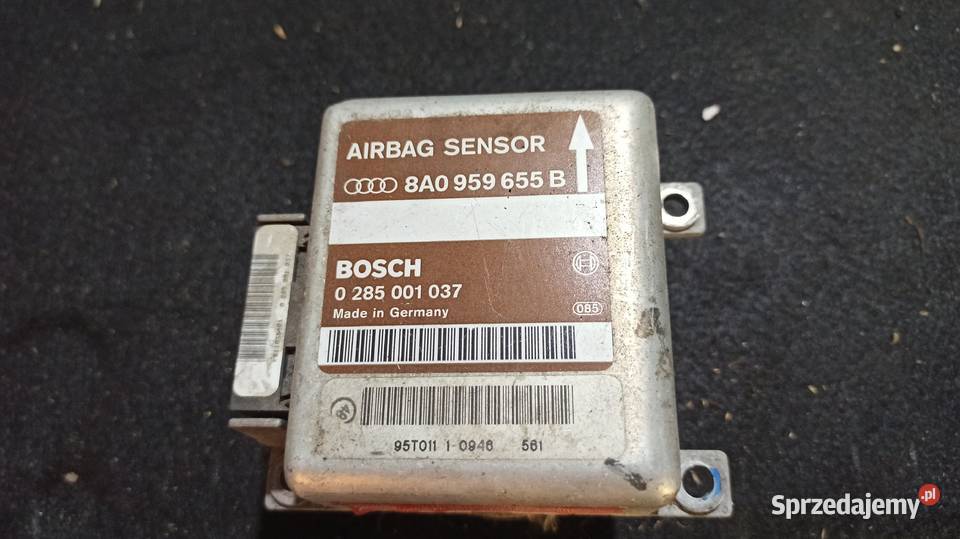 AIRBAG SENSOR
8A0 959 655 B
BOSCH
0 285 001 037
Made in Germany
085
48
95T011 1 0946 561
Sprzedajemy.pl